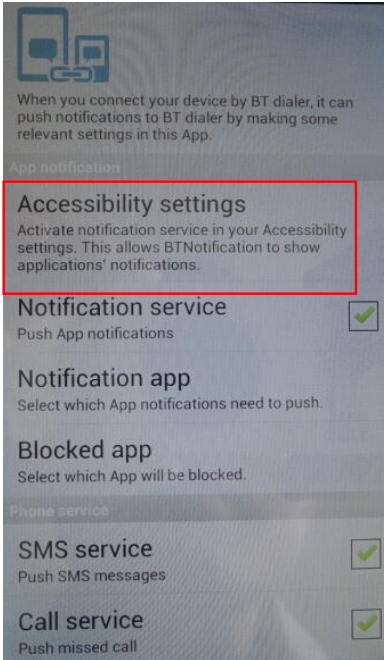 When you connect your device by BT dialer, it can
push notifications to BT dialer by making some
relevant settings in this App.
App notification
Accessibility settings
Activate notification service in your Accessibility
settings. This allows BTNotification to show
applications' notifications.
Notification service
Push App notifications
Notification app
Select which App notifications need to push.
Blocked app
Select which App will be blocked.
Phone service
SMS service
Push SMS messages
Call service
Push missed call